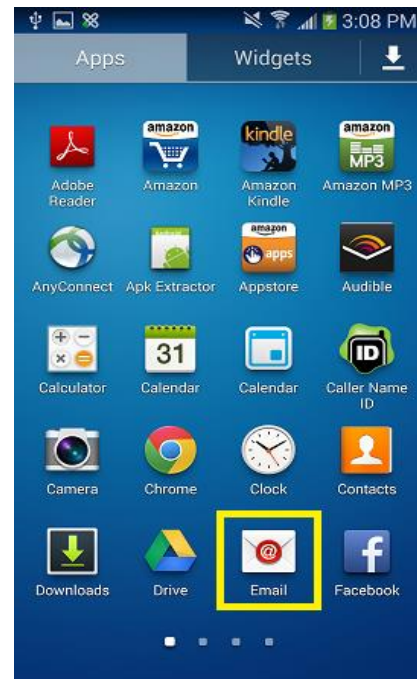 3:08 PM
Apps
Widgets
amazon
kindle
amazon
MP3
Adobe
Reader
Amazon
Amazon
Kindle
Amazon MP3
amazon
apps
AnyConnect
Apk Extractor
Appstore
Audible
31
ID
Calculator
Calendar
Calendar
Caller Name
ID
Camera
Chrome
Clock
Contacts
@
f
Downloads
Drive
Email
Facebook